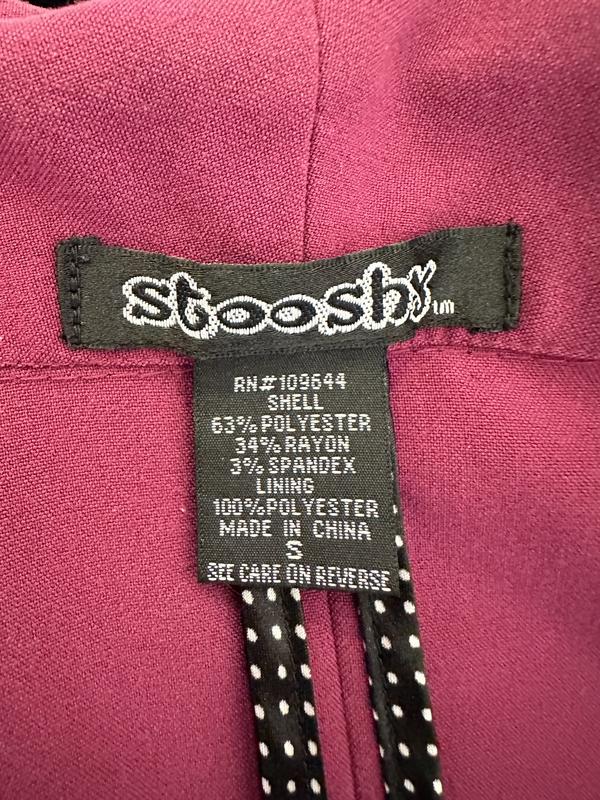 stooshy TM
RN#109644
SHELL
63% POLYESTER
34% RAYON
3% SPANDEX
LINING
100% POLYESTER
MADE IN CHINA
S
SEE CARE ON REVERSE